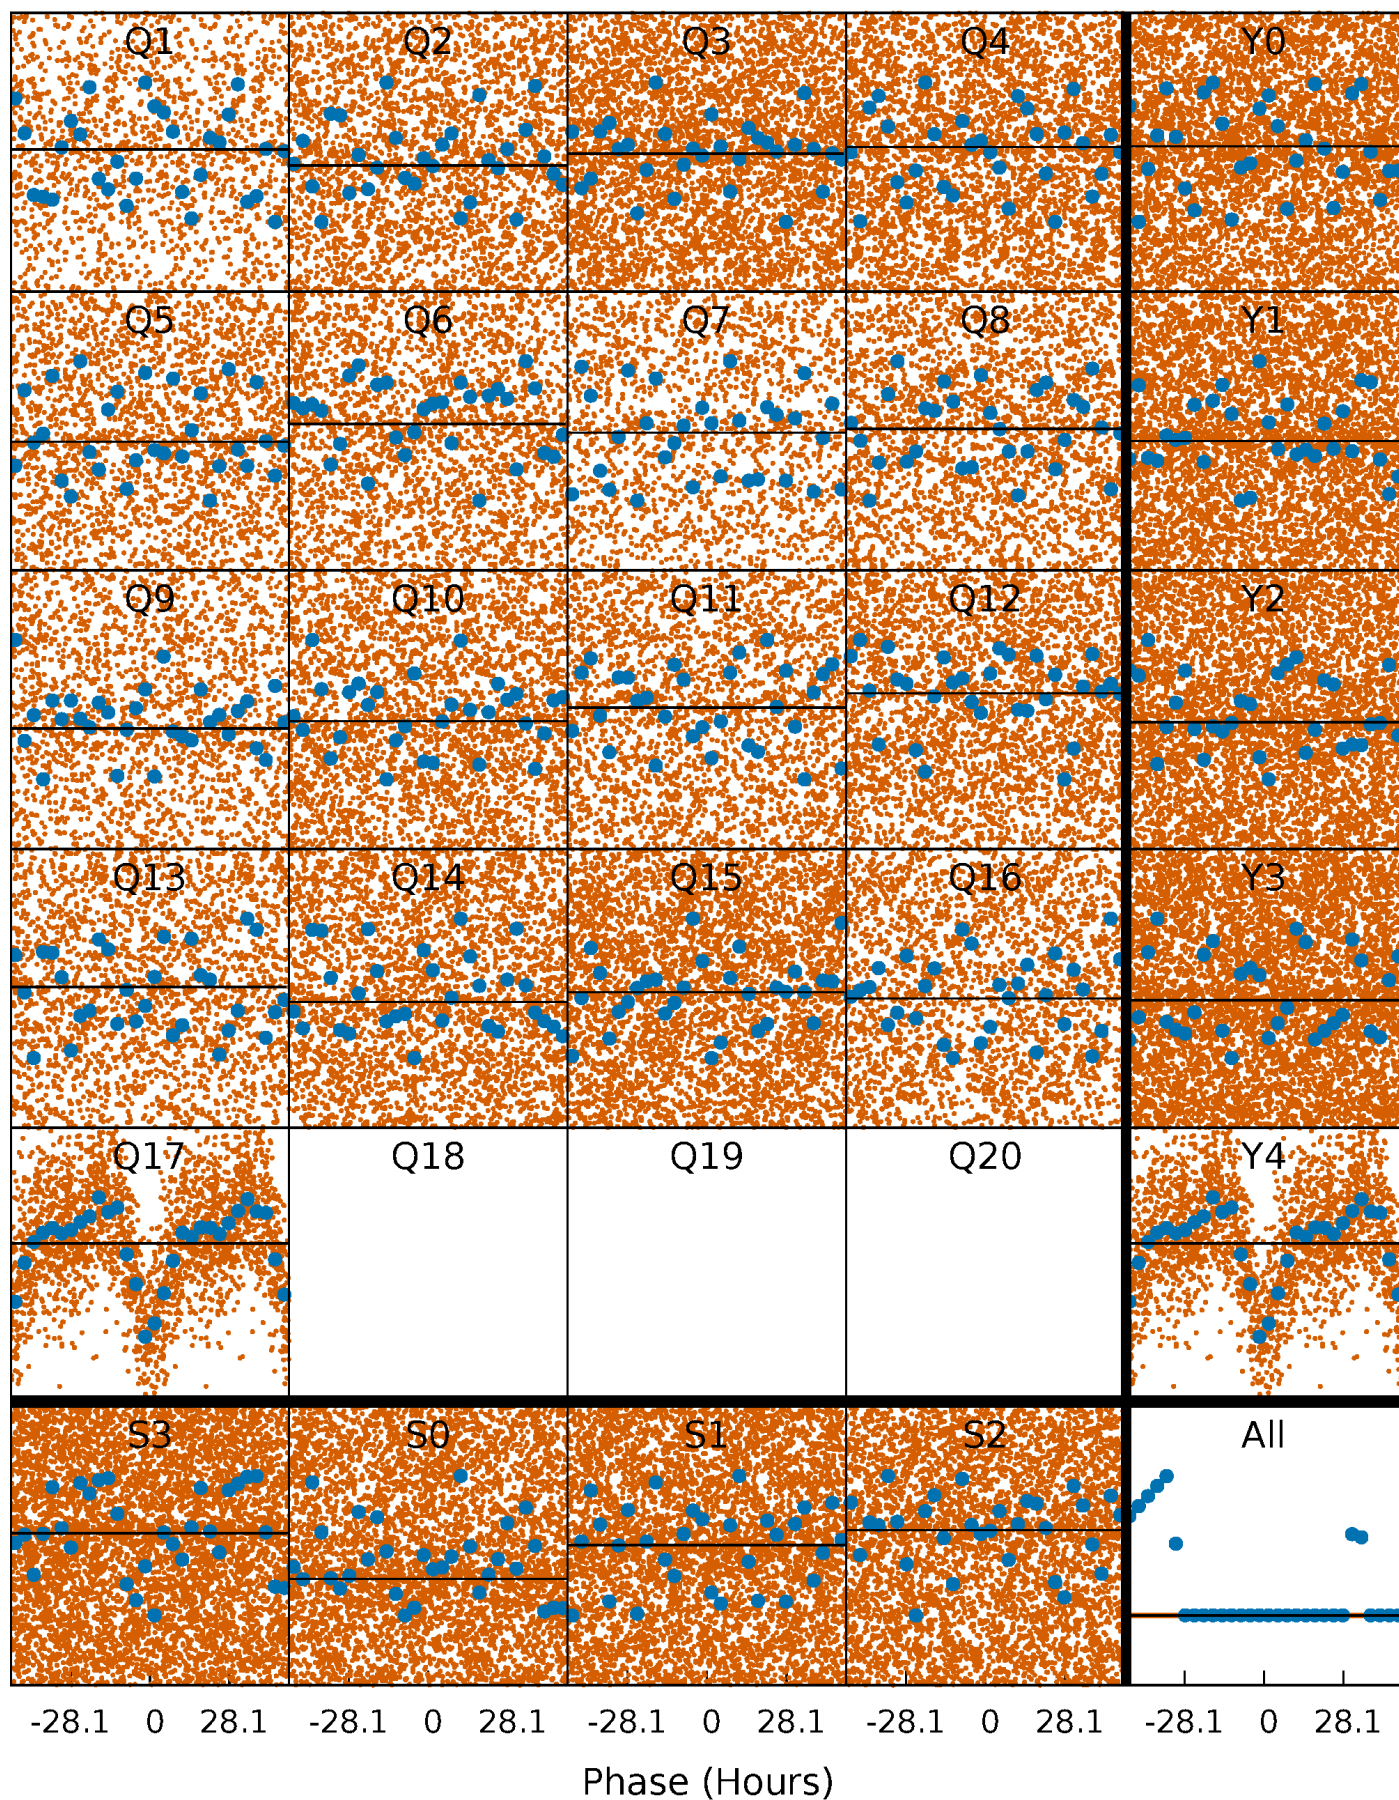 Q1 Q2 Q3 Q4 Y0
Q5 Q6 Q7 Q8 Y1
Q9 Q10 Q11 Q12 Y2
Q13 Q14 Q15 Q16 Y3
Q17 Q18 Q19 Q20 Y4
S3 S0 S1 S2 All
-28.1 0 28.1 -28.1 0 28.1 -28.1 0 28.1 -28.1 0 28.1 -28.1 0 28.1
Phase (Hours)